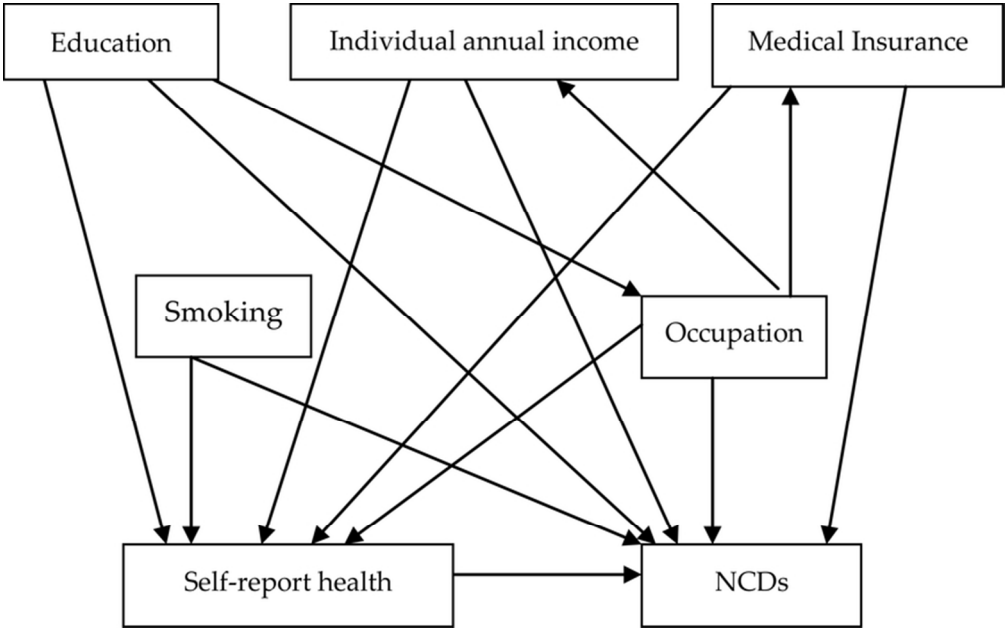 Education
Individual annual income
Medical Insurance
Smoking
Occupation
Self-report health
NCDs